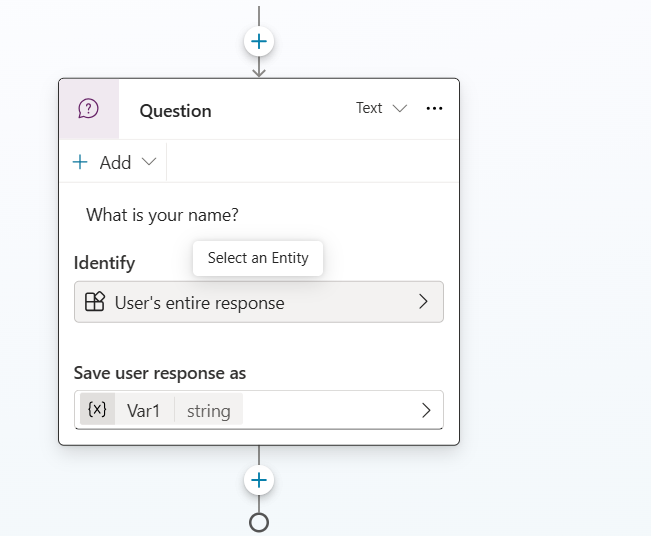 Question
Text
Add
What is your name?
Select an Entity
Identify
User's entire response
Save user response as
{x} Var1 string